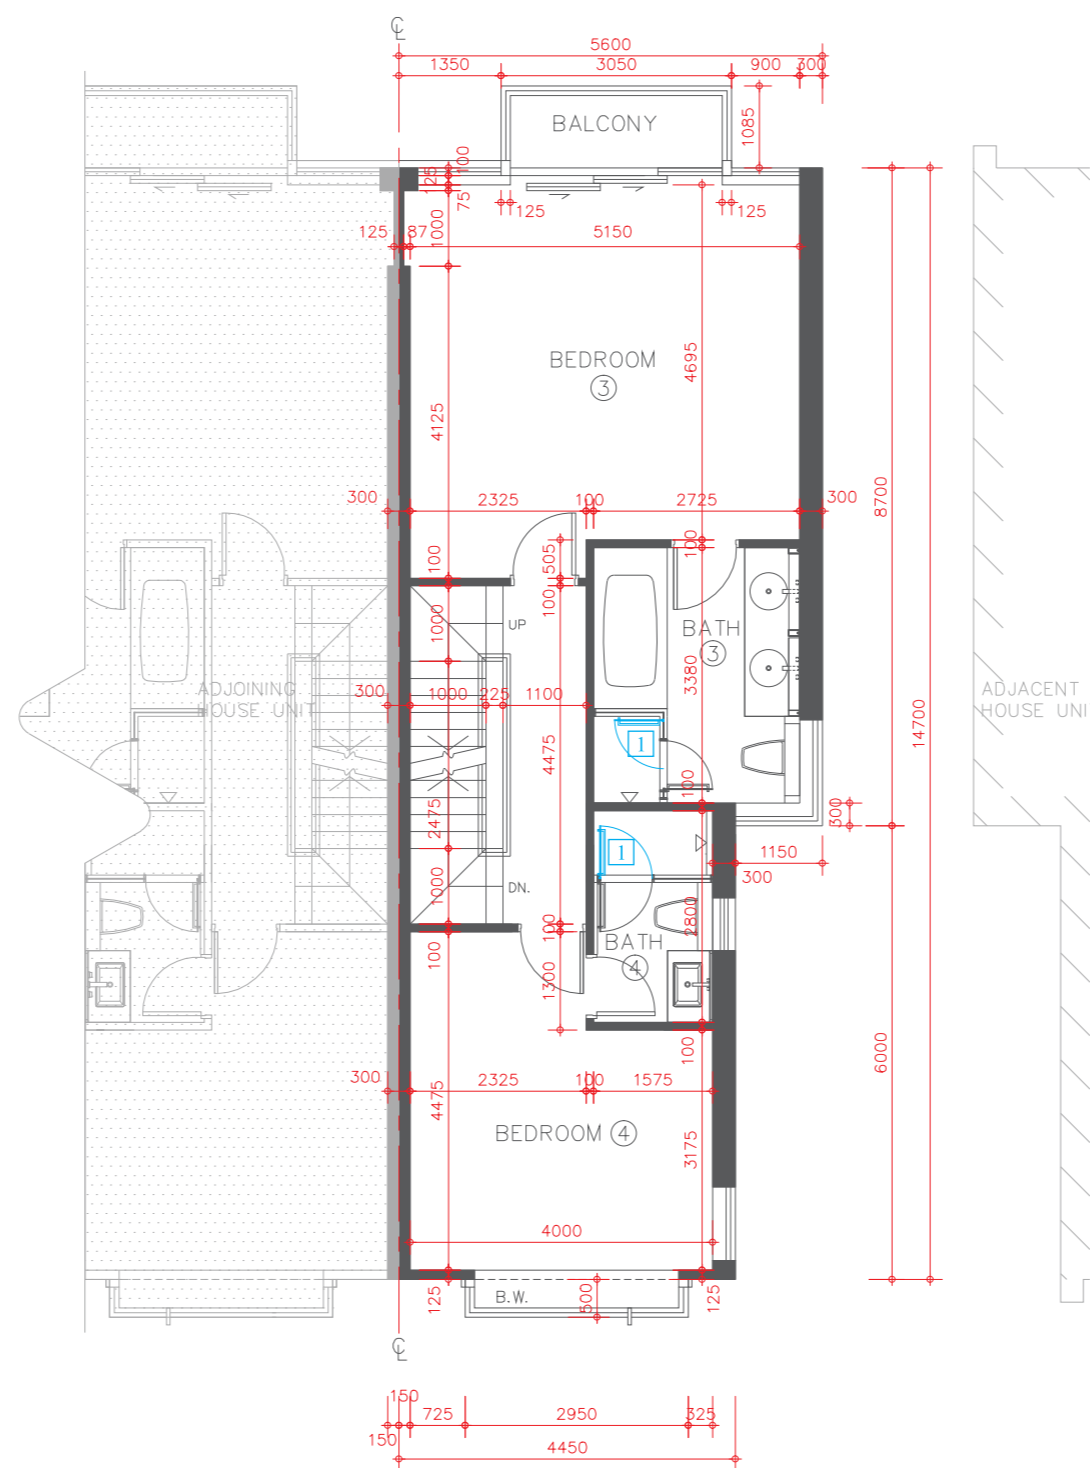 ℄
5600
1350 3050 900 300
BALCONY
1085
100
125
75
125 125
125 87 1000 5150
BEDROOM
3
4695
4125
8700
14700
300 2325 100 2725 300
100 505 100
100
1000 UP
BATH
3
3380
ADJOINING
HOUSE UNIT
ADJACENT
HOUSE UNI
300 1000 225 1100
1
4475
100
2475
300
1
1150
300
1000 DN.
2800
100
100
BATH
4
1300
100
6000
300 2325 100 1575
4475
BEDROOM 4
3175
4000
125 B.W. 500 125
℄
150
725 2950 325
150
4450